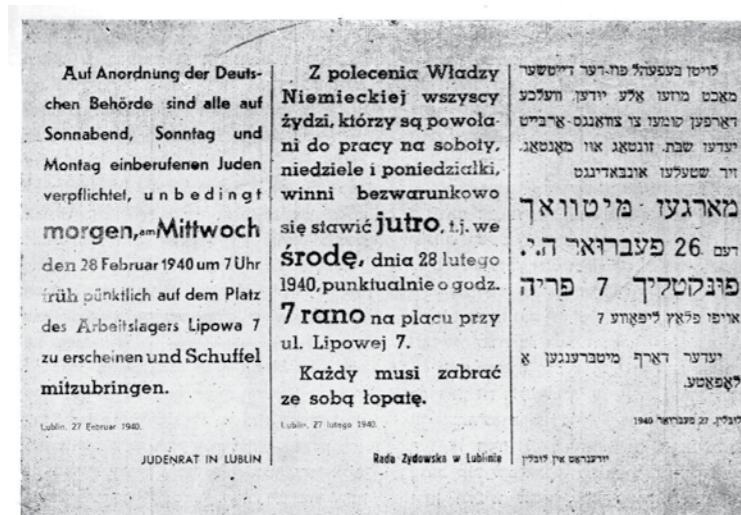 Auf Anordnung der Deuts-
chen Behörde sind alle auf
Sonnabend, Sonntag und
Montag einberufenen Juden
verpflichtet, unbedingt
morgen, am Mittwoch
den 28 Februar 1940 um 7 Uhr
früh pünktlich auf dem Platz
des Arbeitslagers Lipowa 7
zu erscheinen und Schuffel
mitzubringen.
Lublin, 27 Februar 1940.
JUDENRAT IN LUBLIN
Z polecenia Władzy
Niemieckiej wszyscy
żydzi, którzy są powoła-
ni do pracy na soboty,
niedziele i poniedziałki,
winni bezwarunkowo
się stawić jutro, t.j. we
środę, dnia 28 lutego
1940, punktualnie o godz.
7 rano na placu przy
ul. Lipowej 7.
Każdy musi zabrać
ze sobą łopatę.
Lublin, 27 lutego 1940.
Rada Żydowska w Lublinie
לויטן בעפעהל פון דער דייטשער
מאכט מוזען אלע יודען, וועלכע
דארפען קומען צו צוואנגס-ארבייט
יעדען שבת, זונטאג און מאנטאג,
זיך שטעלען אונבאדינגט
מארגען מיטוואך
דעם 26 פעברואר ה.י.
פונקטליך 7 פריה
אויפן פלאץ ליפאווע 7
יעדער דארף מיטברענגען א
לאפאטע.
לובלין, 27 פעברואר 1940
יודענראט אין לובלין